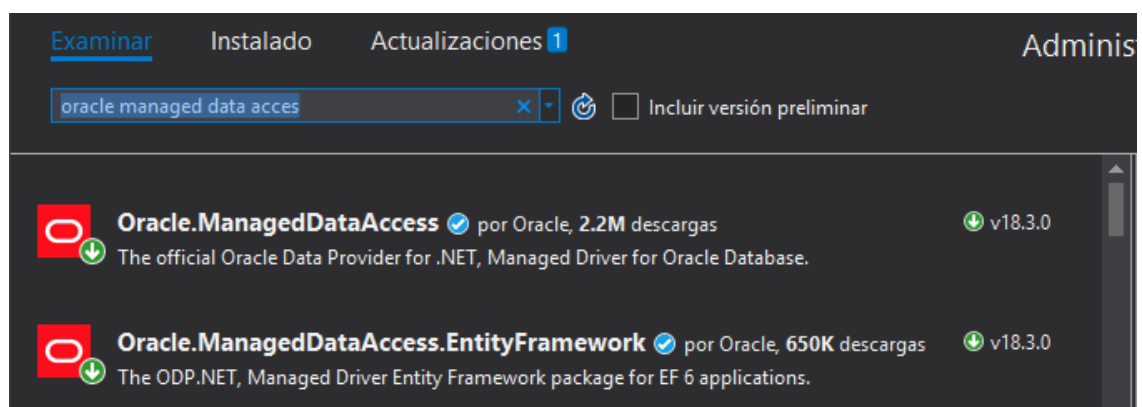 Examinar Instalado Actualizaciones 1 Adminis
oracle managed data acces Incluir versión preliminar
Oracle.ManagedDataAccess por Oracle, 2.2M descargas v18.3.0
The official Oracle Data Provider for .NET, Managed Driver for Oracle Database.
Oracle.ManagedDataAccess.EntityFramework por Oracle, 650K descargas v18.3.0
The ODP.NET, Managed Driver Entity Framework package for EF 6 applications.